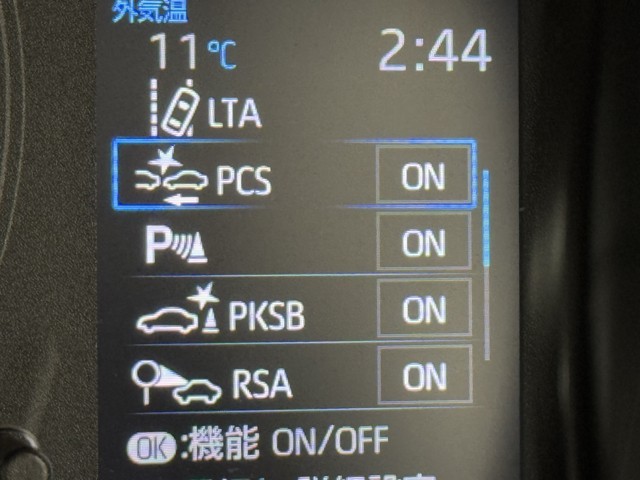 外気温
11℃ 2:44
LTA
PCS ON
P ON
PKSB ON
RSA ON
OK:機能 ON/OFF